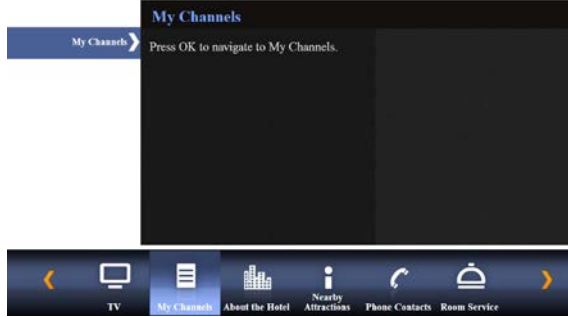 My Channels
My Channels
Press OK to navigate to My Channels.
TV
My Channels
About the Hotel
Nearby
Attractions
Phone Contacts
Room Service